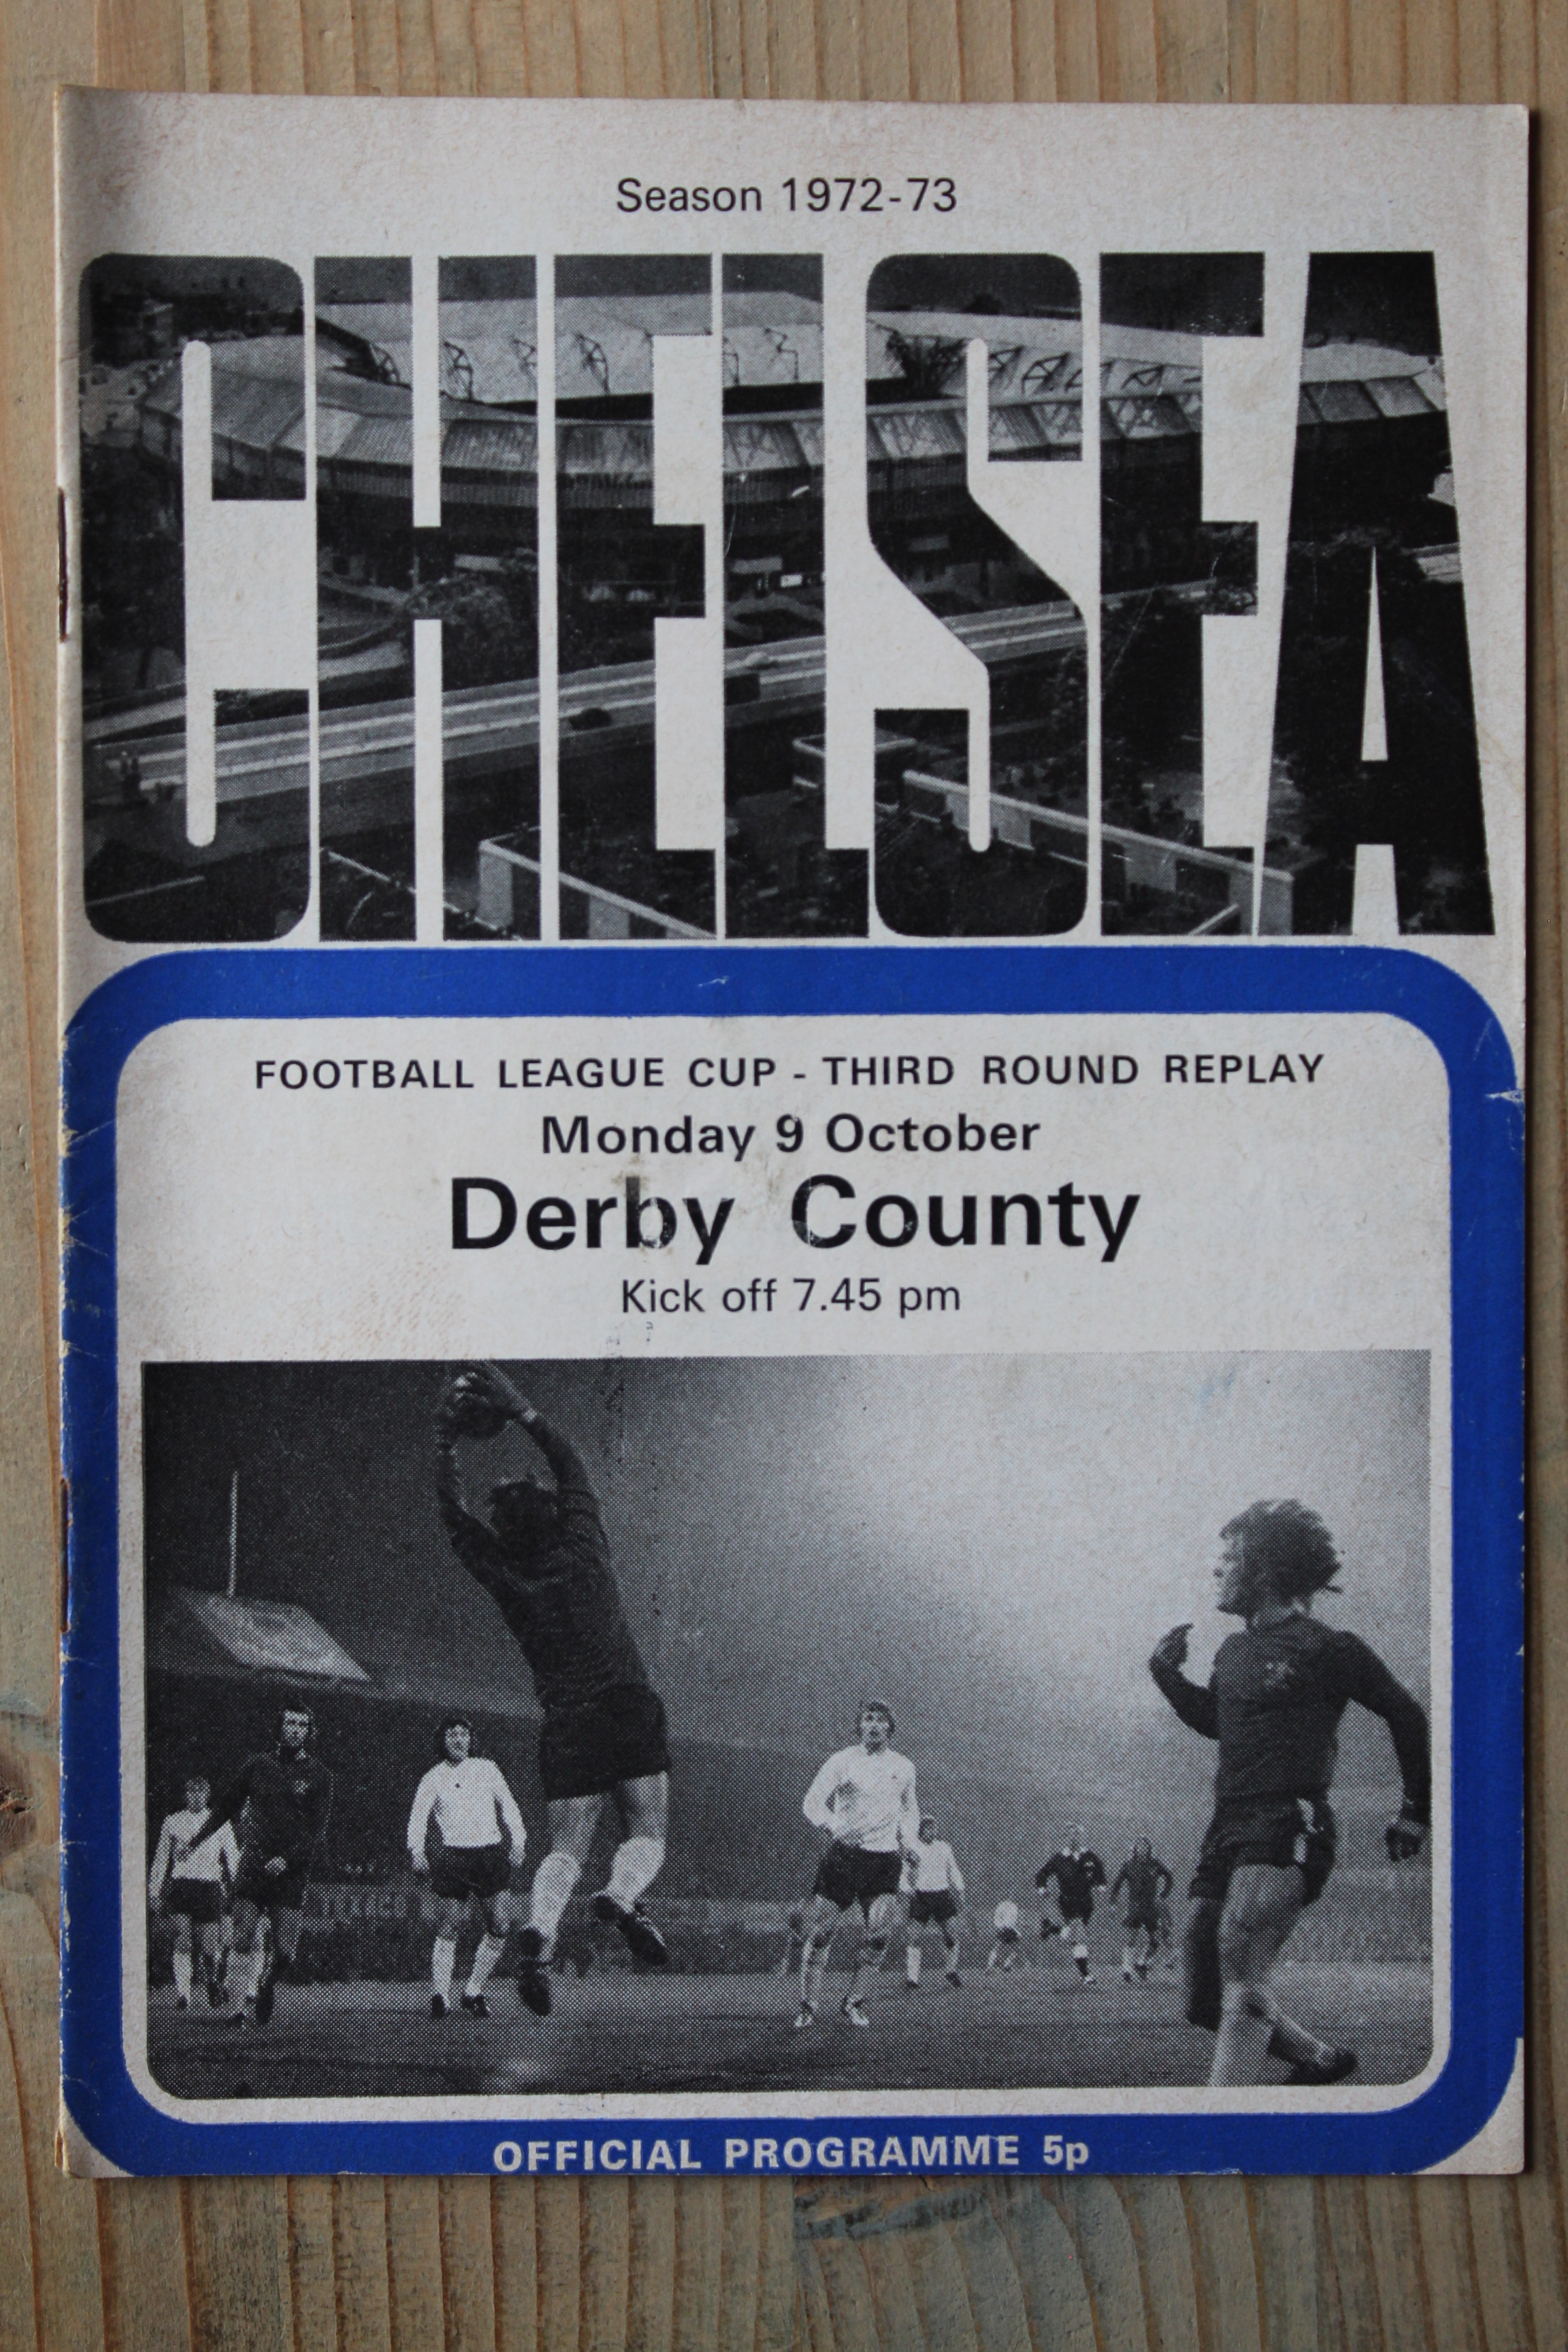 Season 1972-73
CHELSEA
FOOTBALL LEAGUE CUP - THIRD ROUND REPLAY
Monday 9 October
Derby County
Kick off 7.45 pm
OFFICIAL PROGRAMME 5p